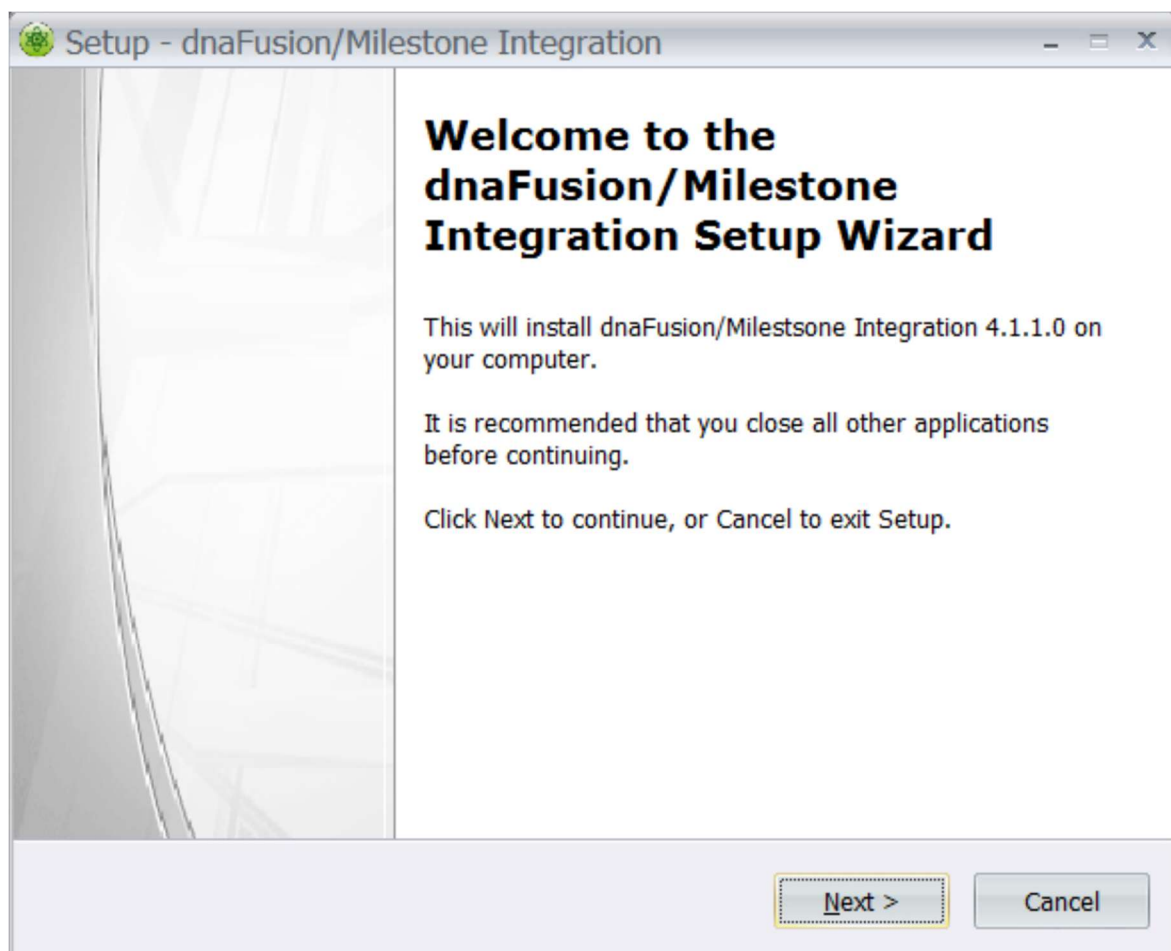 Setup - dnaFusion/Milestone Integration
Welcome to the
dnaFusion/Milestone
Integration Setup Wizard
This will install dnaFusion/Milestsone Integration 4.1.1.0 on
your computer.
It is recommended that you close all other applications
before continuing.
Click Next to continue, or Cancel to exit Setup.
Next >
Cancel